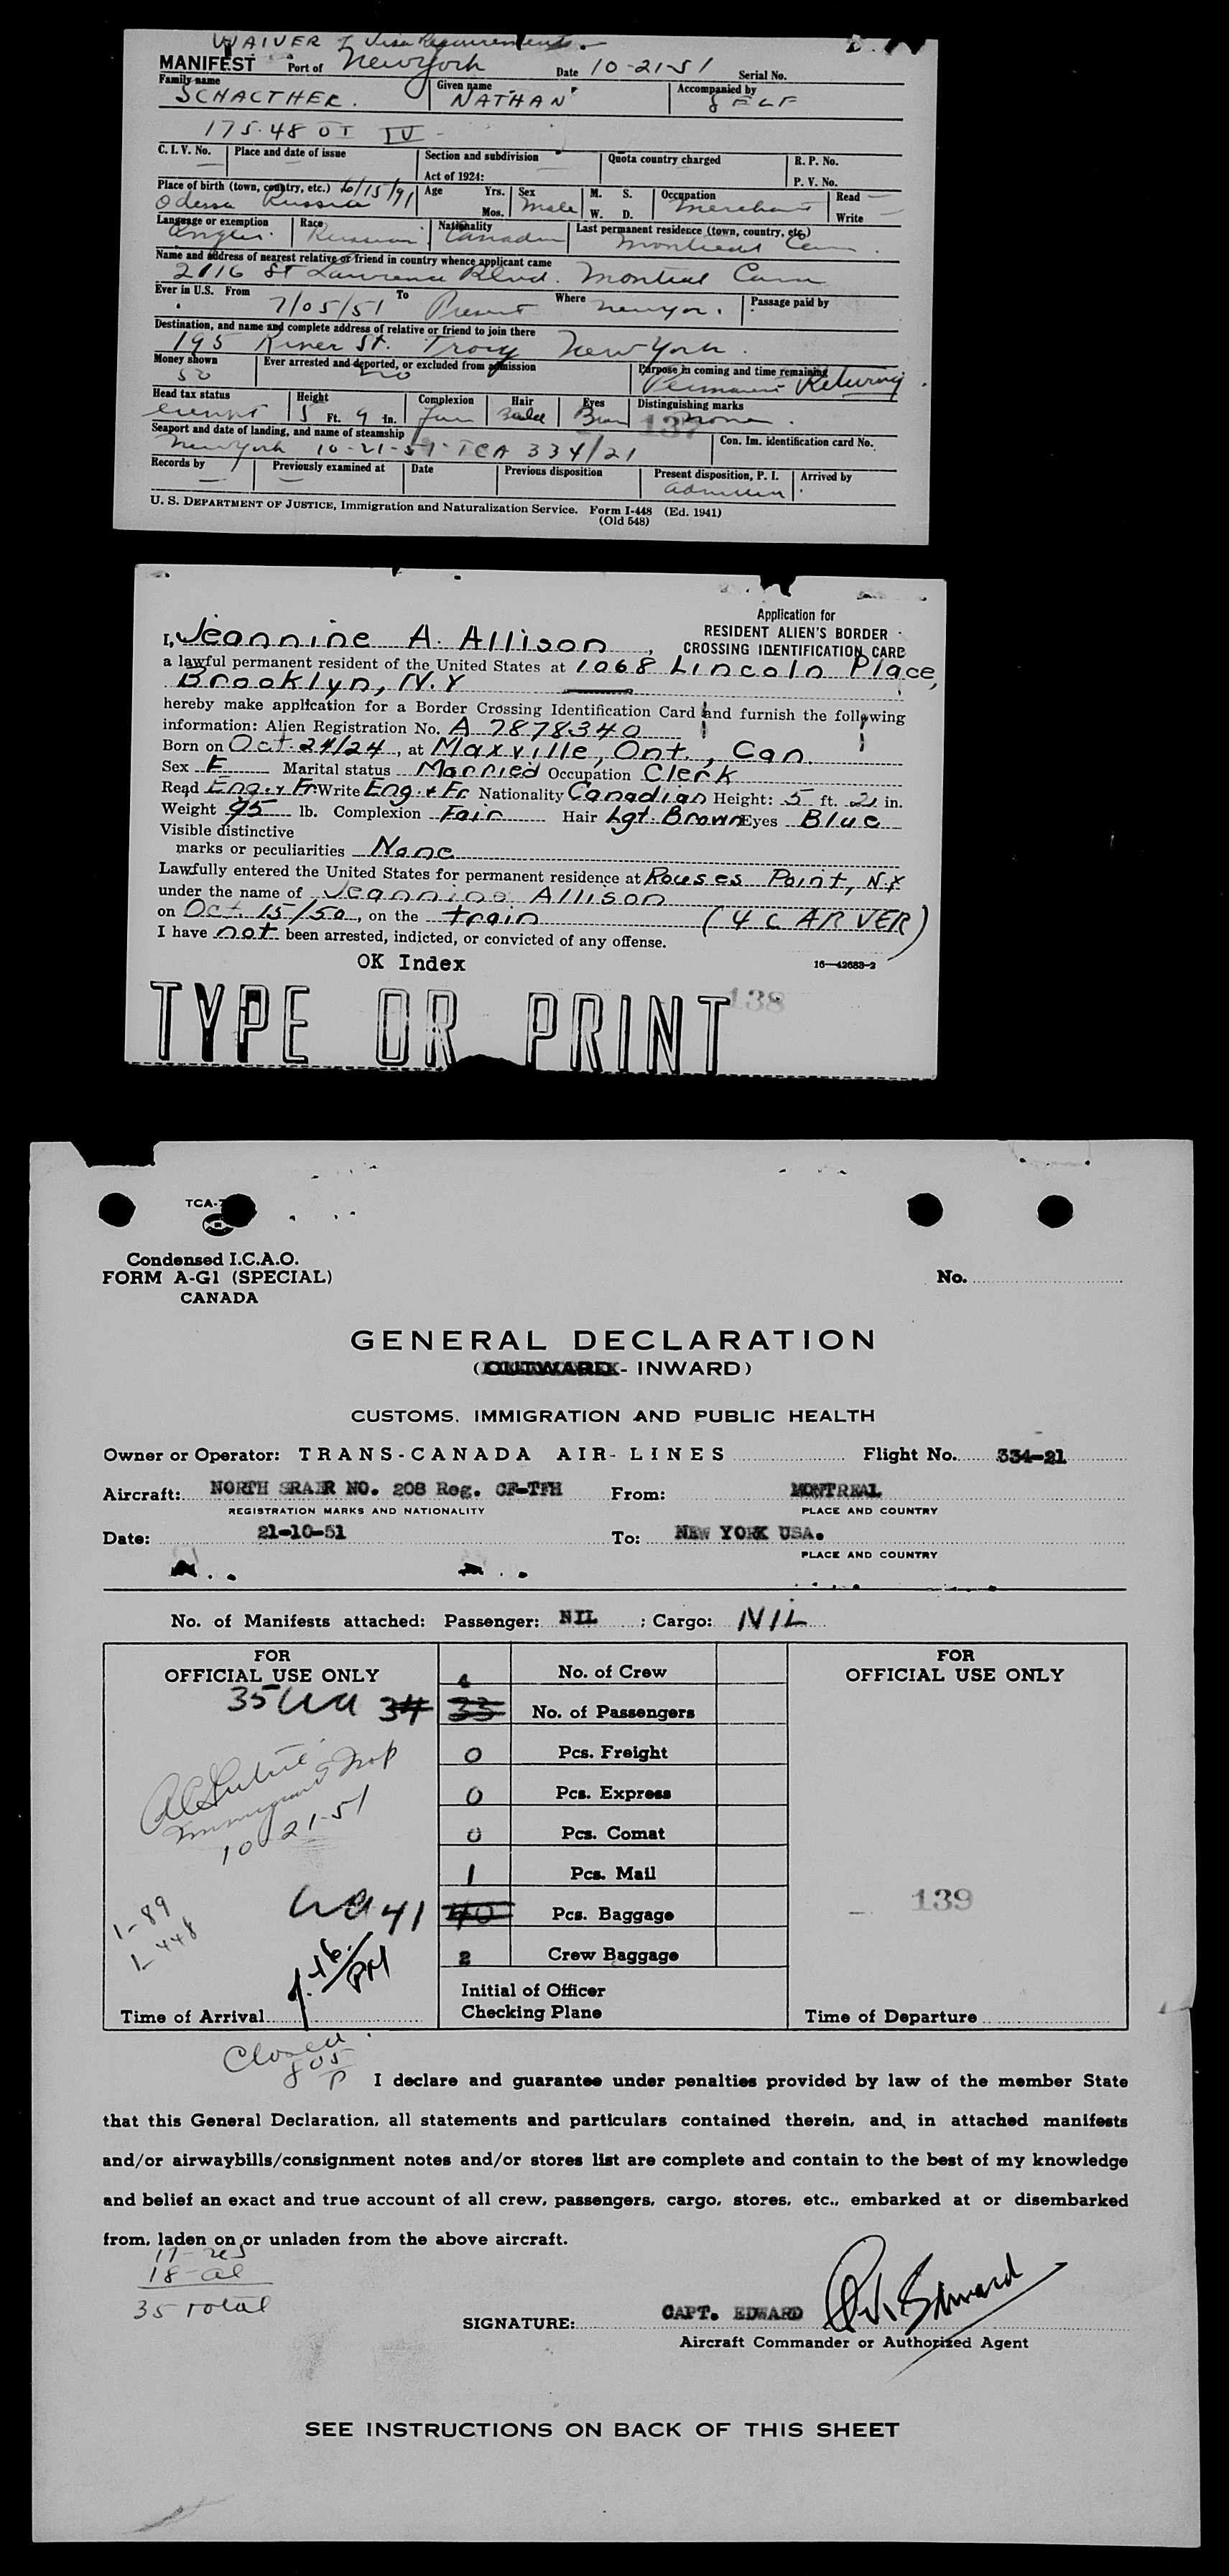 WAIVER of Visa Requirements.
MANIFEST Port of New York Date 10-21-51 Serial No.
Family name SCHACTHER. Given name NATHAN Accompanied by SELF
175.48 OT IV -
C. I. V. No. Place and date of issue Section and subdivision Quota country charged R. P. No.
Act of 1924: P. V. No.
Place of birth (town, country, etc.) 6/15/91 Age Yrs. Sex M. S. Occupation Read
Odessa Russia Mos. Male W. D. Merchant Write
Language or exemption Race Nationality Last permanent residence (town, country, etc.)
Russian Canadian Montreal Can.
Name and address of nearest relative or friend in country whence applicant came
2116 St Lawrence Blvd. Montreal Can
Ever in U.S. From 7/05/51 To Present Where New Yor. Passage paid by
Destination, and name and complete address of relative or friend to join there
195 River St. Troy New York.
Money shown Ever arrested and deported, or excluded from admission Purpose in coming and time remaining
50 no Permanent Returning.
Head tax status Height Complexion Hair Eyes Distinguishing marks
exempt 5 Ft. 9 in. Bald Brn none. 137
Seaport and date of landing, and name of steamship Con. Im. identification card No.
New York 10-21-51-TCA 334/21
Records by Previously examined at Date Previous disposition Present disposition, P. I. Arrived by
U. S. DEPARTMENT OF JUSTICE, Immigration and Naturalization Service. Form I-448 (Ed. 1941)
(Old 548)
Application for
RESIDENT ALIEN'S BORDER
CROSSING IDENTIFICATION CARD
I, Jeannine A. Allison,
a lawful permanent resident of the United States at 1068 Lincoln Place,
Brooklyn, N.Y
hereby make application for a Border Crossing Identification Card and furnish the following
information: Alien Registration No. A 7878340
Born on Oct. 24/24, at Maxville, Ont., Can.
Sex F Marital status Married Occupation Clerk
Read Eng. & Fr. Write Eng. & Fr. Nationality Canadian Height: 5 ft. 2 in.
Weight 95 lb. Complexion Fair Hair Lgt. Brown Eyes Blue
Visible distinctive
marks or peculiarities None
Lawfully entered the United States for permanent residence at Rouses Point, N.Y
under the name of Jeannine Allison
on Oct. 15/50, on the train (4 CARVER)
I have not been arrested, indicted, or convicted of any offense.
OK Index 16—42683-2
TYPE OR PRINT 138
TCA-
Condensed I.C.A.O.
FORM A-G1 (SPECIAL)
CANADA
No.
GENERAL DECLARATION
(OUTWARD - INWARD)
CUSTOMS, IMMIGRATION AND PUBLIC HEALTH
Owner or Operator: TRANS-CANADA AIR-LINES Flight No. 334-21
Aircraft: NORTH SRAIR NO. 208 Reg. CF-TFH From: MONTREAL
REGISTRATION MARKS AND NATIONALITY PLACE AND COUNTRY
Date: 21-10-51 To: NEW YORK USA.
PLACE AND COUNTRY
No. of Manifests attached: Passenger: NIL ; Cargo: NIL
FOR
OFFICIAL USE ONLY
FOR
OFFICIAL USE ONLY
4 No. of Crew
35 34 33 No. of Passengers
0 Pcs. Freight
0 Pcs. Express
0 Pcs. Comat
1 Pcs. Mail
41 40 Pcs. Baggage
2 Crew Baggage
10-21-51
1-89
1-448
139
Initial of Officer
Checking Plane
Time of Arrival PM
Time of Departure
Closed
805
P
I declare and guarantee under penalties provided by law of the member State
that this General Declaration, all statements and particulars contained therein, and in attached manifests
and/or airwaybills/consignment notes and/or stores list are complete and contain to the best of my knowledge
and belief an exact and true account of all crew, passengers, cargo, stores, etc., embarked at or disembarked
from, laden on or unladen from the above aircraft.
17-res
18-al
35 Total
SIGNATURE: CAPT. EDWARD
Aircraft Commander or Authorized Agent
SEE INSTRUCTIONS ON BACK OF THIS SHEET